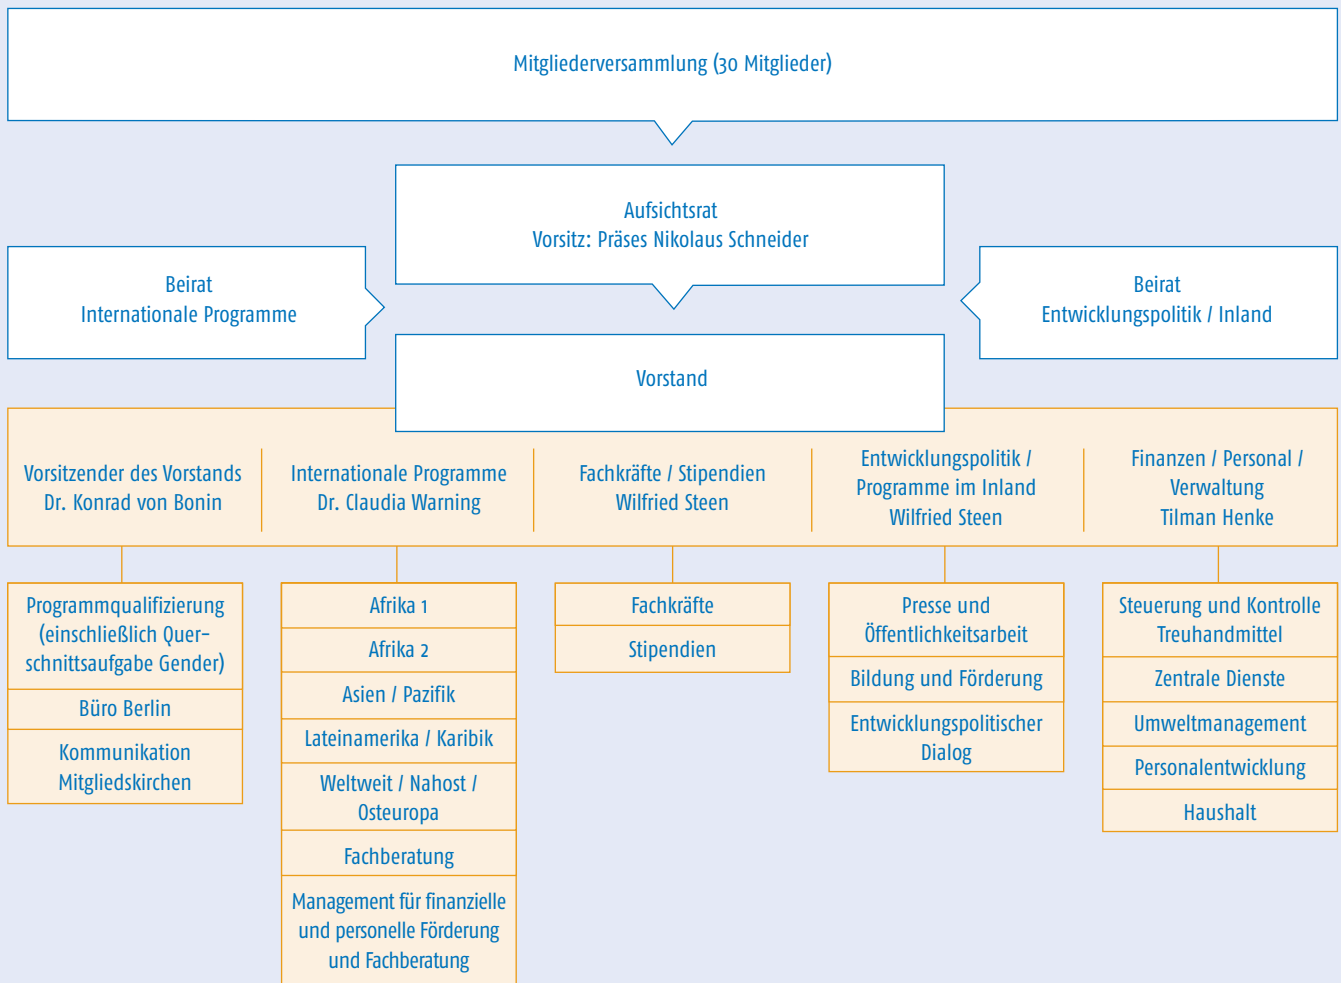 Mitgliederversammlung (30 Mitglieder)
Aufsichtsrat
Vorsitz: Präses Nikolaus Schneider
Beirat
Internationale Programme
Beirat
Entwicklungspolitik / Inland
Vorstand
Vorsitzender des Vorstands
Dr. Konrad von Bonin
Internationale Programme
Dr. Claudia Warning
Fachkräfte / Stipendien
Wilfried Steen
Entwicklungspolitik /
Programme im Inland
Wilfried Steen
Finanzen / Personal /
Verwaltung
Tilman Henke
Programmqualifizierung
(einschließlich Quer-
schnittsaufgabe Gender)
Büro Berlin
Kommunikation
Mitgliedskirchen
Afrika 1
Afrika 2
Asien / Pazifik
Lateinamerika / Karibik
Weltweit / Nahost /
Osteuropa
Fachberatung
Management für finanzielle
und personelle Förderung
und Fachberatung
Fachkräfte
Stipendien
Presse und
Öffentlichkeitsarbeit
Bildung und Förderung
Entwicklungspolitischer
Dialog
Steuerung und Kontrolle
Treuhandmittel
Zentrale Dienste
Umweltmanagement
Personalentwicklung
Haushalt